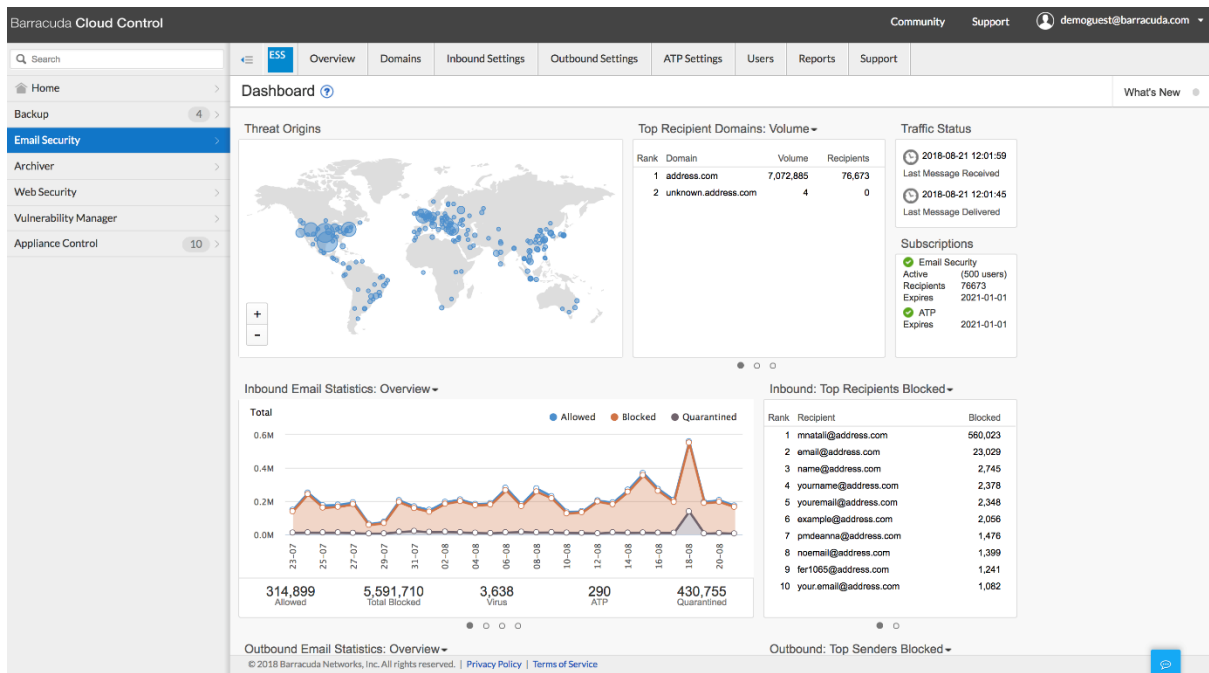 Barracuda Cloud Control
Community Support demoguest@barracuda.com
Search
Home
Backup 4
Email Security
Archiver
Web Security
Vulnerability Manager
Appliance Control 10
ESS Overview Domains Inbound Settings Outbound Settings ATP Settings Users Reports Support
Dashboard ?
What's New
Threat Origins
+
-
Top Recipient Domains: Volume
Rank Domain Volume Recipients
1 address.com 7,072,885 76,673
2 unknown.address.com 4 0
Traffic Status
2018-08-21 12:01:59
Last Message Received
2018-08-21 12:01:45
Last Message Delivered
Subscriptions
Email Security
Active (500 users)
Recipients 76673
Expires 2021-01-01
ATP
Expires 2021-01-01
Inbound Email Statistics: Overview
Total
Allowed Blocked Quarantined
0.6M
0.4M
0.2M
0.0M
23-07 25-07 27-07 29-07 31-07 02-08 04-08 06-08 08-08 10-08 12-08 14-08 16-08 18-08 20-08
314,899 5,591,710 3,638 290 430,755
Allowed Total Blocked Virus ATP Quarantined
Inbound: Top Recipients Blocked
Rank Recipient Blocked
1 mnatali@address.com 560,023
2 email@address.com 23,029
3 name@address.com 2,745
4 yourname@address.com 2,378
5 youremail@address.com 2,348
6 example@address.com 2,056
7 pmdeanna@address.com 1,476
8 noemail@address.com 1,399
9 fer1065@address.com 1,241
10 your.email@address.com 1,082
Outbound Email Statistics: Overview
Outbound: Top Senders Blocked
© 2018 Barracuda Networks, Inc. All rights reserved. | Privacy Policy | Terms of Service